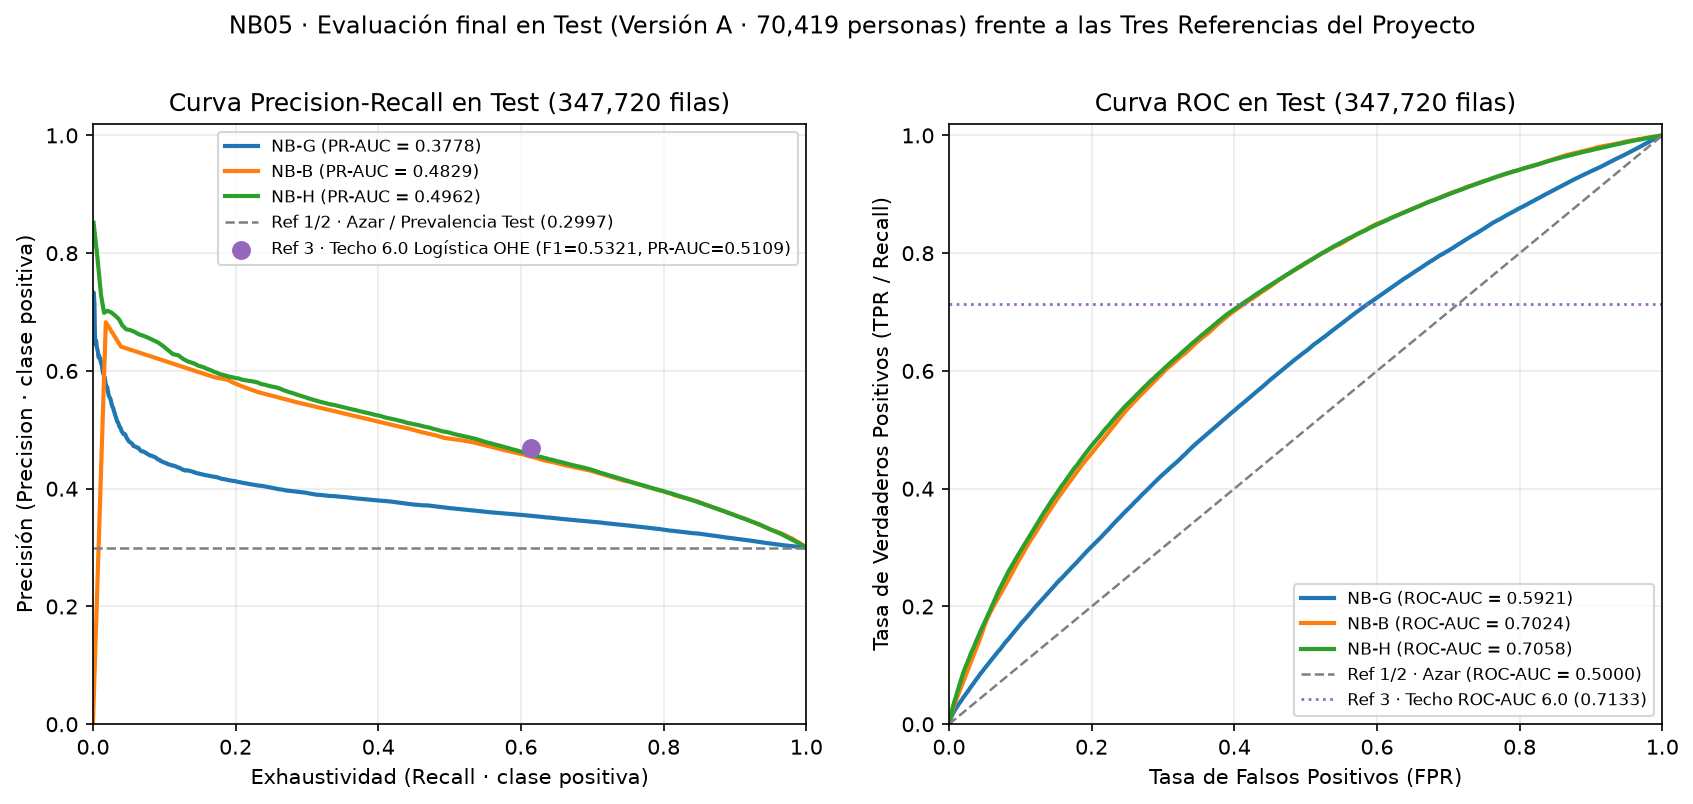 NB05 · Evaluación final en Test (Versión A · 70,419 personas) frente a las Tres Referencias del Proyecto
Curva Precision-Recall en Test (347,720 filas)
NB-G (PR-AUC = 0.3778)
NB-B (PR-AUC = 0.4829)
NB-H (PR-AUC = 0.4962)
Ref 1/2 · Azar / Prevalencia Test (0.2997)
Ref 3 · Techo 6.0 Logística OHE (F1=0.5321, PR-AUC=0.5109)
Precisión (Precision · clase positiva)
1.0
0.8
0.6
0.4
0.2
0.0
0.0 0.2 0.4 0.6 0.8 1.0
Exhaustividad (Recall · clase positiva)
Curva ROC en Test (347,720 filas)
Tasa de Verdaderos Positivos (TPR / Recall)
1.0
0.8
0.6
0.4
0.2
0.0
NB-G (ROC-AUC = 0.5921)
NB-B (ROC-AUC = 0.7024)
NB-H (ROC-AUC = 0.7058)
Ref 1/2 · Azar (ROC-AUC = 0.5000)
Ref 3 · Techo ROC-AUC 6.0 (0.7133)
0.0 0.2 0.4 0.6 0.8 1.0
Tasa de Falsos Positivos (FPR)